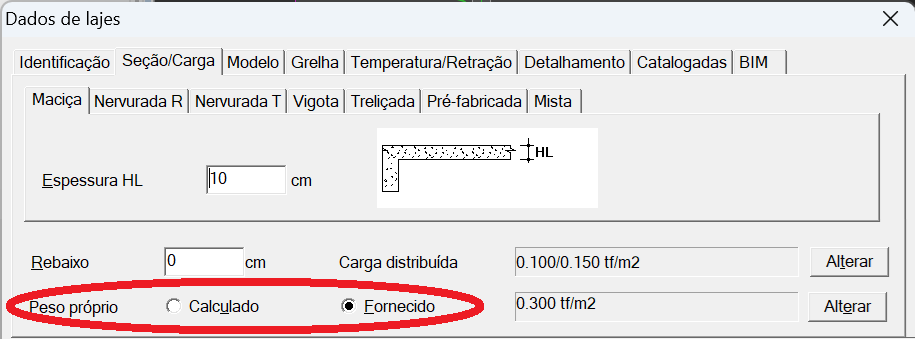 Dados de lajes
Identificação Seção/Carga Modelo Grelha Temperatura/Retração Detalhamento Catalogadas BIM
Maciça Nervurada R Nervurada T Vigota Treliçada Pré-fabricada Mista
Espessura HL 10 cm HL
Rebaixo 0 cm Carga distribuída 0.100/0.150 tf/m2 Alterar
Peso próprio Calculado Fornecido 0.300 tf/m2 Alterar